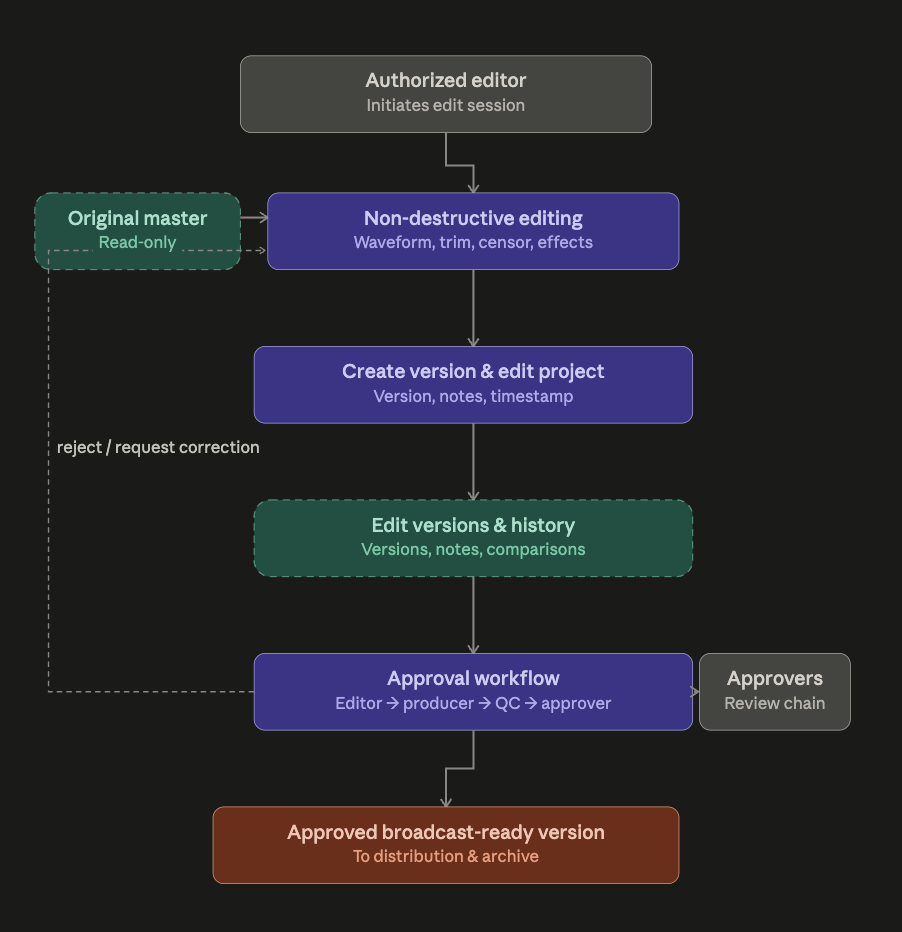 Authorized editor
Initiates edit session
Original master
Read-only
Non-destructive editing
Waveform, trim, censor, effects
Create version & edit project
Version, notes, timestamp
reject / request correction
Edit versions & history
Versions, notes, comparisons
Approval workflow
Editor → producer → QC → approver
Approvers
Review chain
Approved broadcast-ready version
To distribution & archive